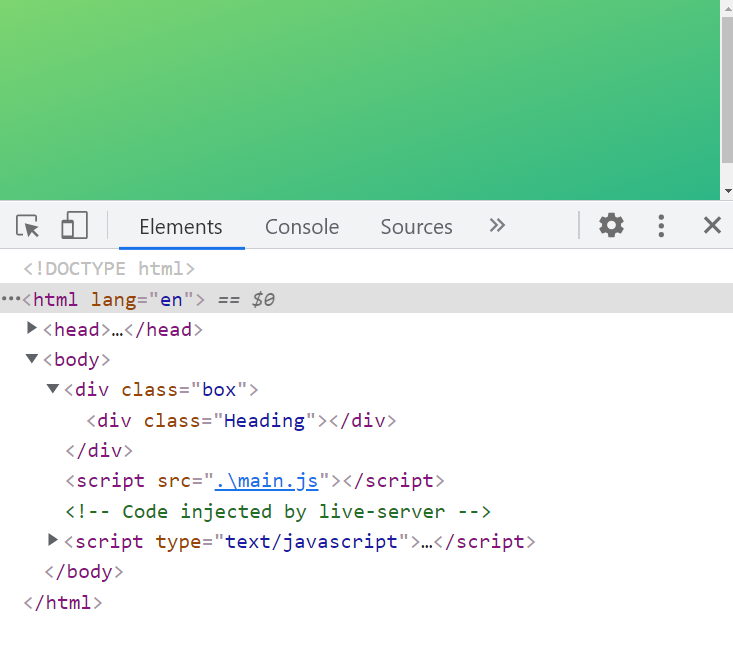 Elements Console Sources »
<!DOCTYPE html>
…<html lang="en"> == $0
<head>…</head>
<body>
<div class="box">
<div class="Heading"></div>
</div>
<script src=".\main.js"></script>
<!-- Code injected by live-server -->
<script type="text/javascript">…</script>
</body>
</html>